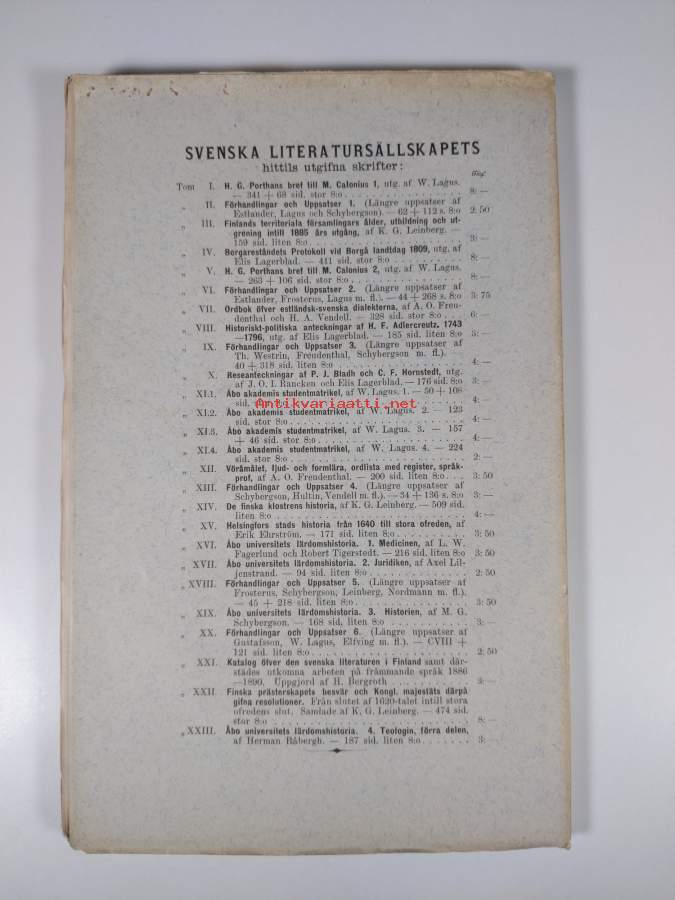 SVENSKA LITERATURSÄLLSKAPETS
hittils utgifna skrifter:
Tom I. H. G. Porthans bref till M. Calonius 1, utg. af W. Lagus.
— 341 + 68 sid. stor 8:o 8: —
„ II. Förhandlingar och Uppsatser 1. (Längre uppsatser af
Estlander, Lagus och Schybergson). — 62 + 112 s. 8:o 2: 50
„ III. Finlands territoriala församlingars ålder, utbildning och ut-
grening intill 1885 års utgång, af K. G. Leinberg. —
159 sid. liten 8:o 3: —
„ IV. Borgareståndets Protokoll vid Borgå landtdag 1809, utg. af
Elis Lagerblad. — 441 sid. stor 8:o 8: —
„ V. H. G. Porthans bref till M. Calonius 2, utg. af W. Lagus.
— 263 + 106 sid. stor 8:o 8: —
„ VI. Förhandlingar och Uppsatser 2. (Längre uppsatser af
Estlander, Frosterus, Lagus m. fl.). — 44 + 268 s. 8:o 3: 75
„ VII. Ordbok öfver estländsk-svenska dialekterna, af A. O. Freu-
denthal och H. A. Vendell. — 328 sid. stor 8:o 6: —
„ VIII. Historiskt-politiska anteckningar af H. F. Adlercreutz. 1743
—1796, utg. af Elis Lagerblad. — 185 sid. liten 8:o 3: —
„ IX. Förhandlingar och Uppsatser 3. (Längre uppsatser af
Th. Westrin, Freudenthal, Schybergson m. fl.). —
40 + 318 sid. stor 8:o 4: —
„ X. Reseanteckningar af P. J. Bladh och C. F. Hornstedt, utg.
af J. O. I. Rancken och Elis Lagerblad. — 176 sid. 8:o 3: —
„ XI.1. Åbo akademis studentmatrikel, af W. Lagus. 1. — 50 + 108
sid. 4: —
Antikvariaatti.net
„ XI.2. Åbo akademis studentmatrikel, af W. Lagus. 2. — 123
sid. stor 8:o 4: —
„ XI.3. Åbo akademis studentmatrikel, af W. Lagus. 3. — 157
+ 46 sid. stor 8:o 4: —
„ XI.4. Åbo akademis studentmatrikel, af W. Lagus. 4. — 224
sid. stor 8:o 2: —
„ XII. Vöråmålet, ljud- och formlära, ordlista med register, språk-
prof, af A. O. Freudenthal. — 200 sid. liten 8:o 3: 50
„ XIII. Förhandlingar och Uppsatser 4. (Längre uppsatser af
Schybergson, Hultin, Vendell m. fl.). — 34 + 136 s. 8:o 3: —
„ XIV. De finska klostrens historia, af K. G. Leinberg. — 509 sid.
liten 8:o 4: —
„ XV. Helsingfors stads historia från 1640 till stora ofreden, af
Erik Ehrström. — 171 sid. liten 8:o 3: 50
„ XVI. Åbo universitets lärdomshistoria. 1. Medicinen, af L. W.
Fagerlund och Robert Tigerstedt. — 216 sid. liten 8:o 3: 50
„ XVII. Åbo universitets lärdomshistoria. 2. Juridiken, af Axel Lil-
jenstrand. — 94 sid. liten 8:o 2: 50
„ XVIII. Förhandlingar och Uppsatser 5. (Längre uppsatser af
Frosterus, Schybergson, Leinberg, Nordmann m. fl.).
— 45 + 218 sid. liten 8:o 3: 50
„ XIX. Åbo universitets lärdomshistoria. 3. Historien, af M. G.
Schybergson. — 168 sid. liten 8:o 3: —
„ XX. Förhandlingar och Uppsatser 6. (Längre uppsatser af
Gustafsson, W. Lagus, Elfving m. fl.). — CVIII +
121 sid. liten 8:o 2: 50
„ XXI. Katalog öfver den svenska literaturen i Finland samt där-
städes utkomna arbeten på främmande språk 1886
—1890. Uppgjord af H. Bergroth 3: —
„ XXII. Finska prästerskapets besvär och Kongl. majestäts därpå
gifna resolutioner. Från slutet af 1620-talet intill stora
ofredens slut. Samlade af K. G. Leinberg. — 474 sid.
stor 8:o 8: —
„ XXIII. Åbo universitets lärdomshistoria. 4. Teologin, förra delen,
af Herman Råbergh. — 187 sid. liten 8:o 3: —